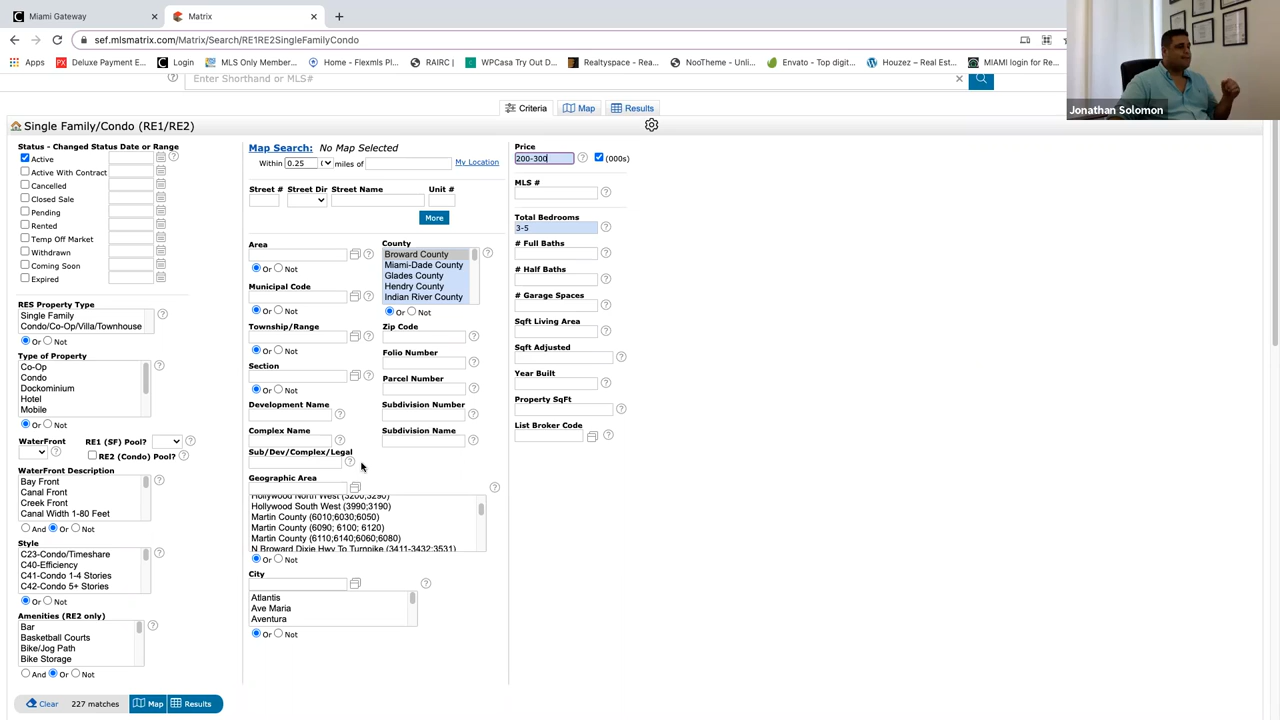 Miami Gateway
Matrix
sef.mlsmatrix.com/Matrix/Search/RE1RE2SingleFamilyCondo
Apps
Deluxe Payment E...
Login
MLS Only Member...
Home - Flexmls Pl...
RAIRC |
WPCasa Try Out D...
Realtyspace - Rea...
NooTheme - Unli...
Envato - Top digit...
Houzez – Real Est...
MIAMI login for Re...
Enter Shorthand or MLS#
Jonathan Solomon
Criteria
Map
Results
Single Family/Condo (RE1/RE2)
Status - Changed Status Date or Range
Active
Active With Contract
Cancelled
Closed Sale
Pending
Rented
Temp Off Market
Withdrawn
Coming Soon
Expired
RES Property Type
Single Family
Condo/Co-Op/Villa/Townhouse
Or Not
Type of Property
Co-Op
Condo
Dockominium
Hotel
Mobile
Or Not
WaterFront
RE1 (SF) Pool?
RE2 (Condo) Pool?
WaterFront Description
Bay Front
Canal Front
Creek Front
Canal Width 1-80 Feet
And Or Not
Style
C23-Condo/Timeshare
C40-Efficiency
C41-Condo 1-4 Stories
C42-Condo 5+ Stories
Or Not
Amenities (RE2 only)
Bar
Basketball Courts
Bike/Jog Path
Bike Storage
And Or Not
Clear
227 matches
Map
Results
Map Search: No Map Selected
Within 0.25 miles of
My Location
Street # Street Dir Street Name Unit #
More
Area
Or Not
Municipal Code
Or Not
Township/Range
Or Not
Section
Or Not
Development Name
Complex Name
Sub/Dev/Complex/Legal
County
Broward County
Miami-Dade County
Glades County
Hendry County
Indian River County
Or Not
Zip Code
Folio Number
Parcel Number
Subdivision Number
Subdivision Name
Geographic Area
Hollywood North West (3200;3290)
Hollywood South West (3990;3190)
Martin County (6010;6030;6050)
Martin County (6090; 6100; 6120)
Martin County (6110;6140;6060;6080)
N Broward Dixie Hwy To Turnpike (3411-3432;3531)
Or Not
City
Atlantis
Ave Maria
Aventura
Or Not
Price
200-300
(000s)
MLS #
Total Bedrooms
3-5
# Full Baths
# Half Baths
# Garage Spaces
Sqft Living Area
Sqft Adjusted
Year Built
Property SqFt
List Broker Code